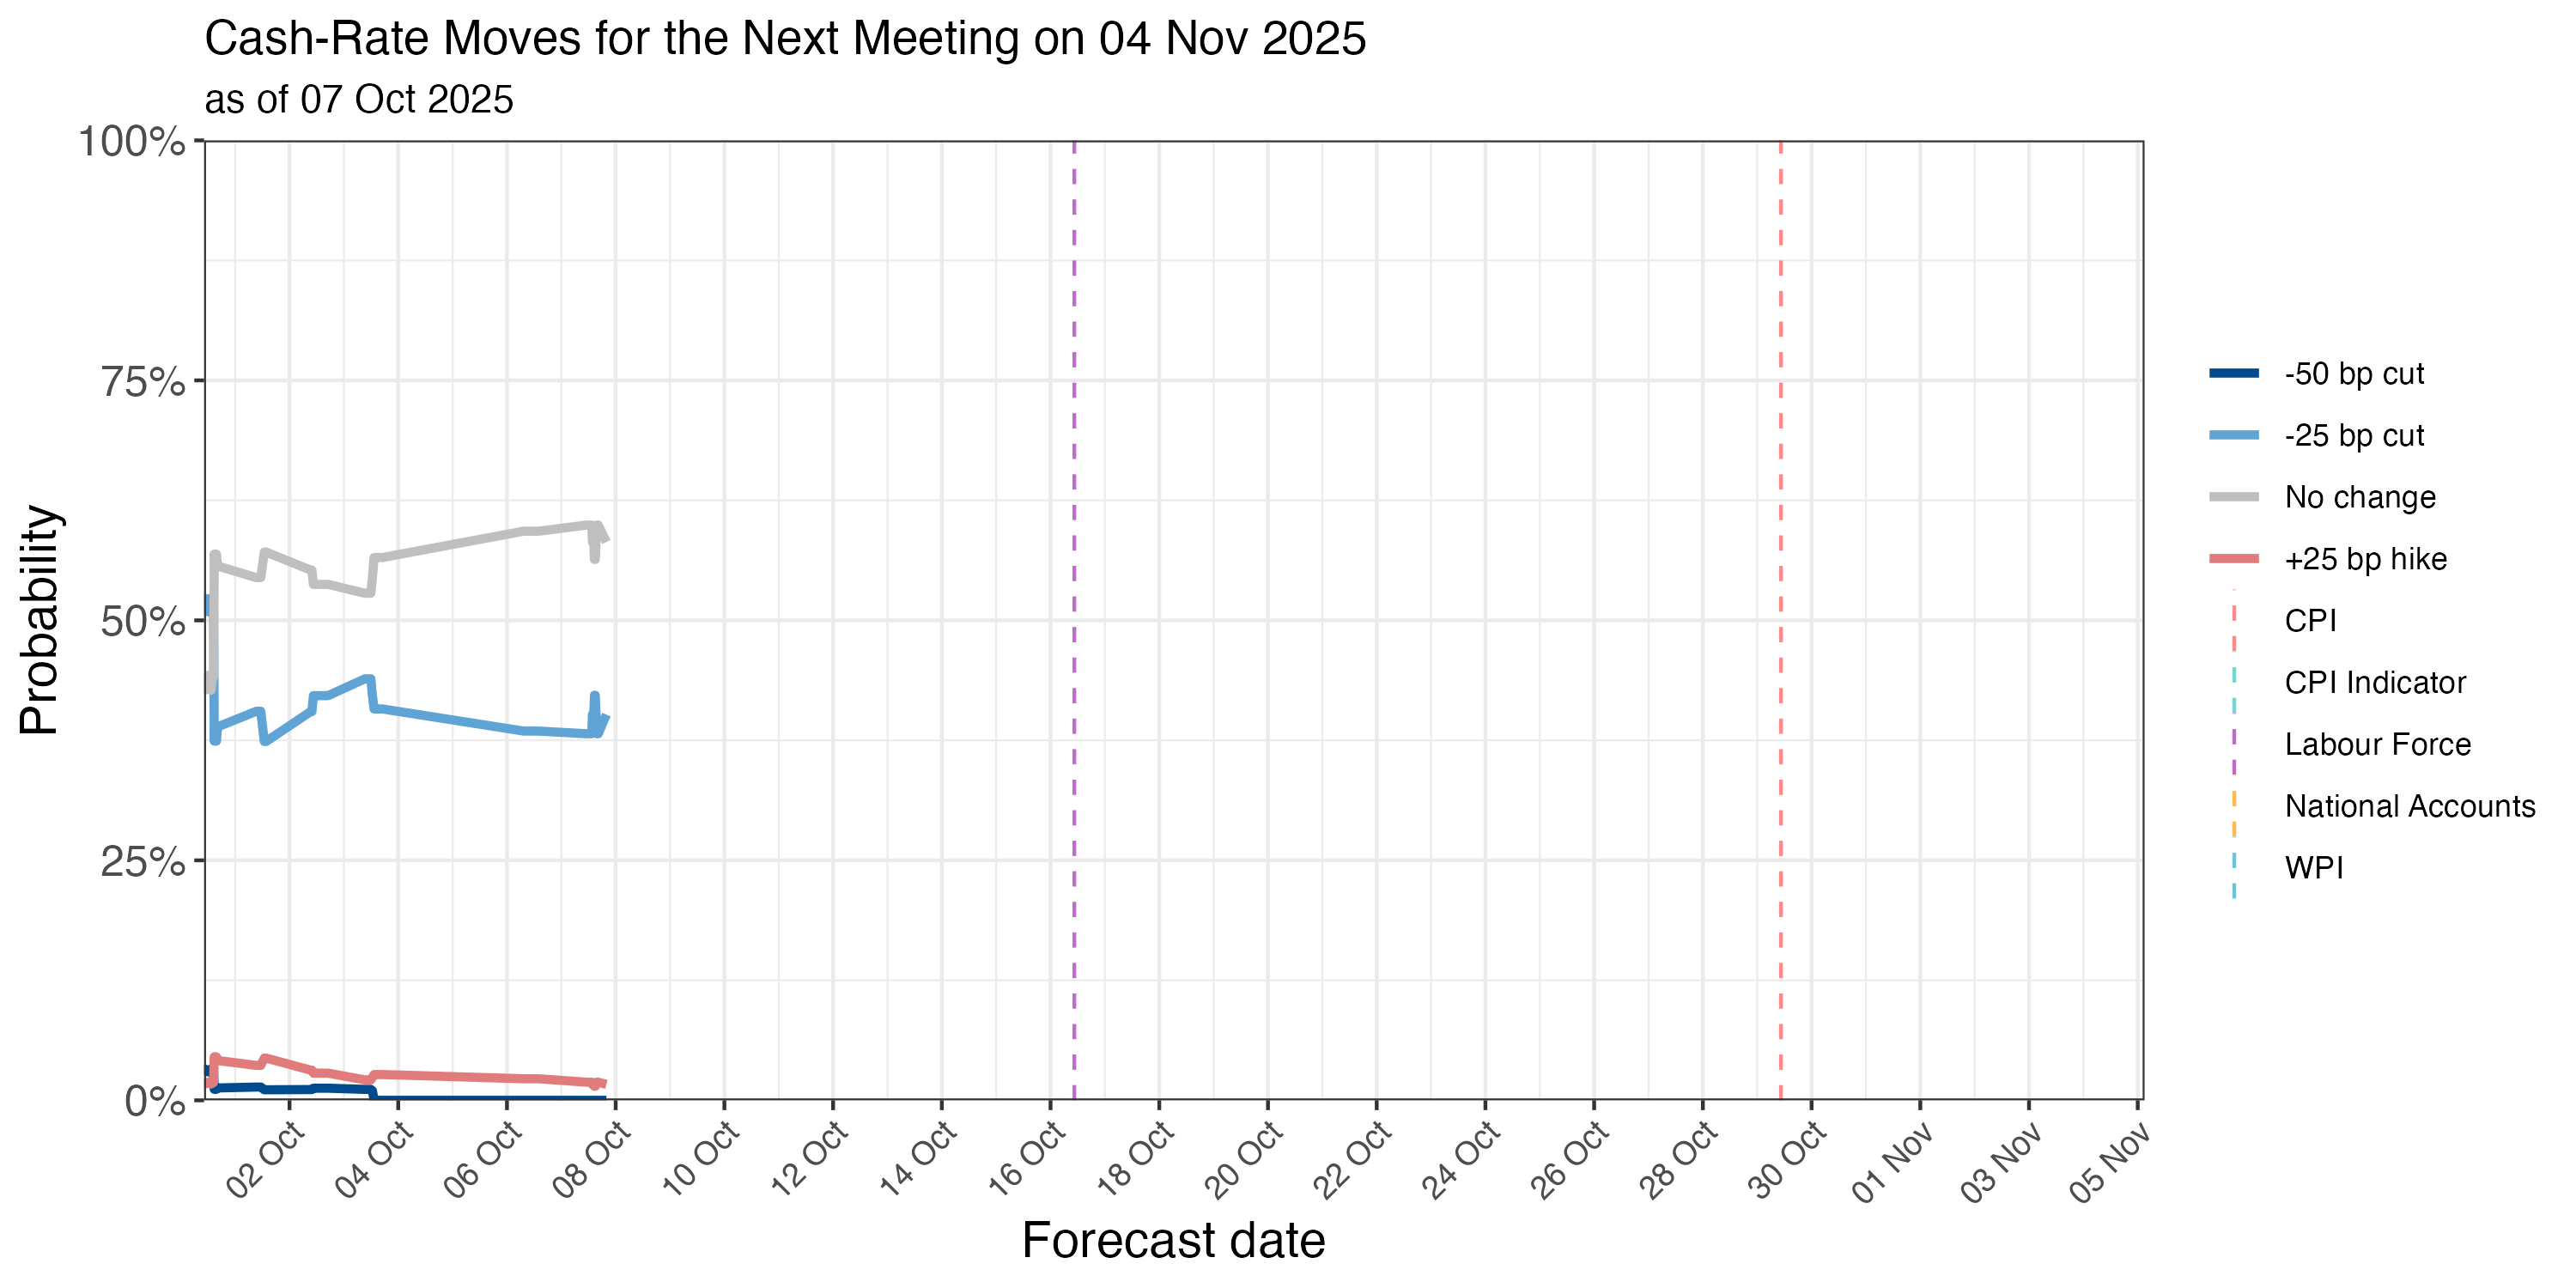 Cash-Rate Moves for the Next Meeting on 04 Nov 2025
as of 07 Oct 2025
Probability
100%
75%
50%
25%
0%
02 Oct
04 Oct
06 Oct
08 Oct
10 Oct
12 Oct
14 Oct
16 Oct
18 Oct
20 Oct
22 Oct
24 Oct
26 Oct
28 Oct
30 Oct
01 Nov
03 Nov
05 Nov
Forecast date
-50 bp cut
-25 bp cut
No change
+25 bp hike
CPI
CPI Indicator
Labour Force
National Accounts
WPI